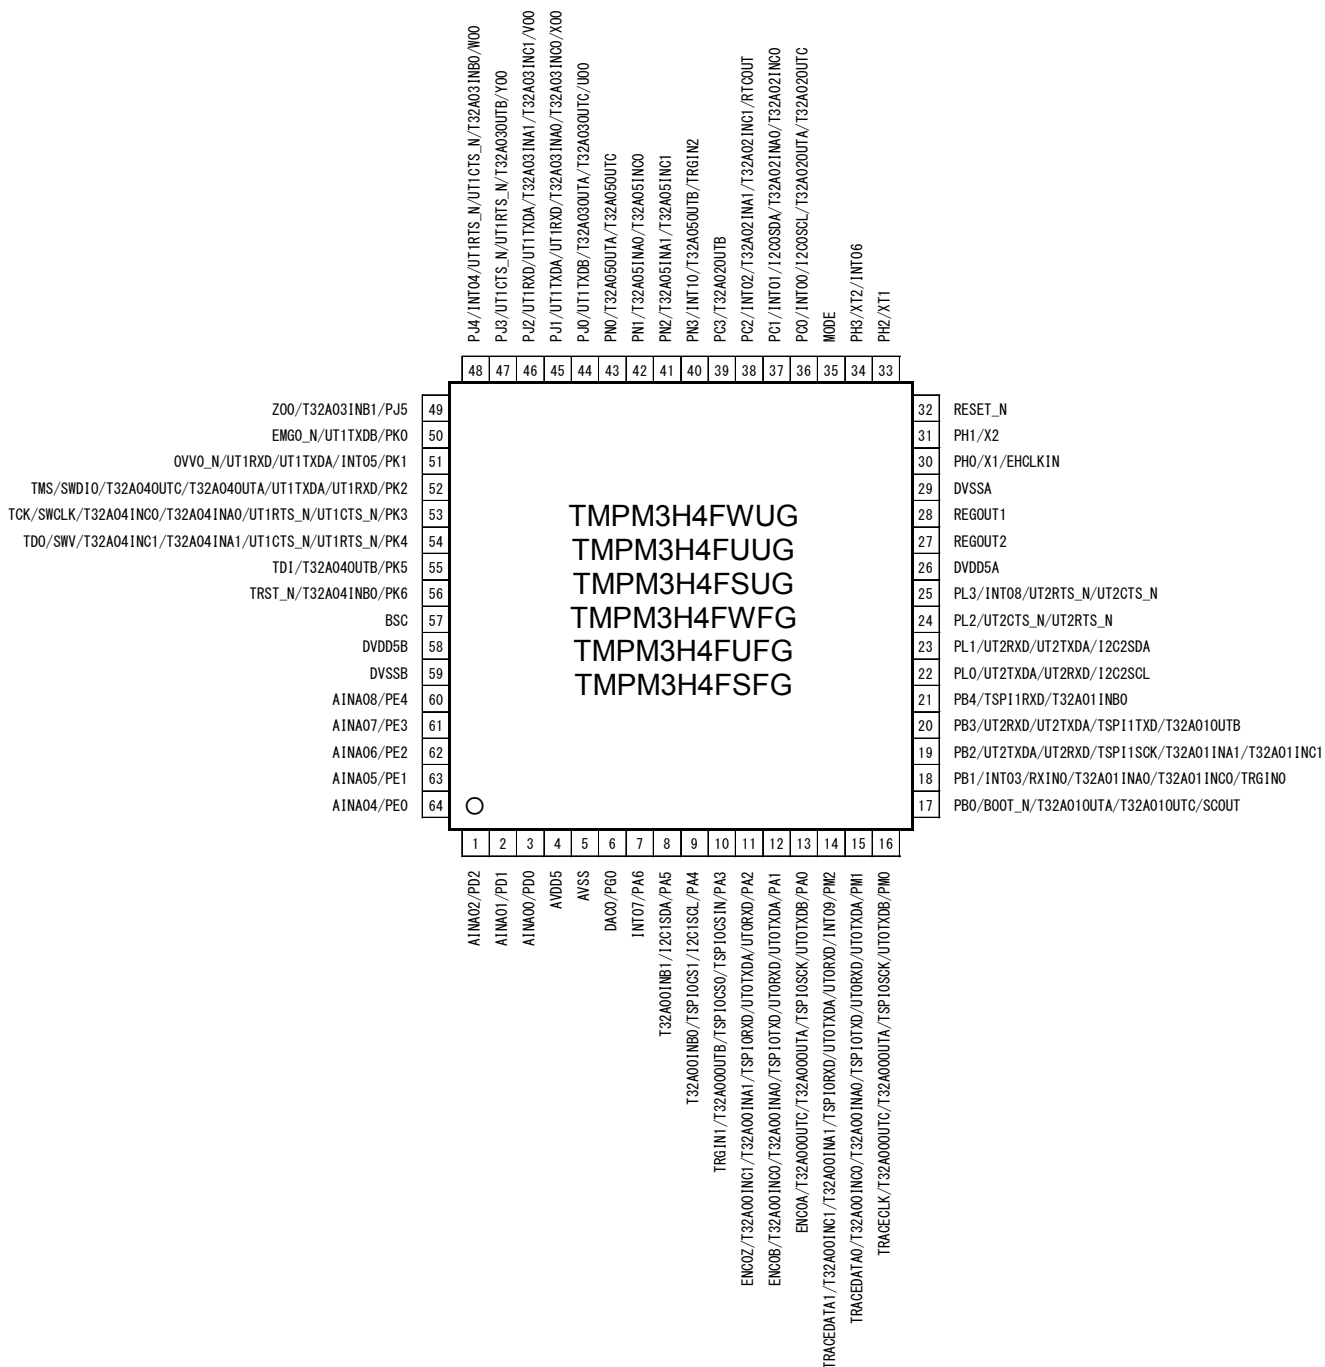 PJ4/INT04/UT1RTS_N/UT1CTS_N/T32A03INB0/WO0
PJ3/UT1CTS_N/UT1RTS_N/T32A03OUTB/YO0
PJ2/UT1RXD/UT1TXDA/T32A03INA1/T32A03INC1/VO0
PJ1/UT1TXDA/UT1RXD/T32A03INA0/T32A03INC0/XO0
PJ0/UT1TXDB/T32A03OUTA/T32A03OUTC/UO0
PN0/T32A05OUTA/T32A05OUTC
PN1/T32A05INA0/T32A05INC0
PN2/T32A05INA1/T32A05INC1
PN3/INT10/T32A05OUTB/TRGIN2
PC3/T32A02OUTB
PC2/INT02/T32A02INA1/T32A02INC1/RTCOUT
PC1/INT01/I2C0SDA/T32A02INA0/T32A02INC0
PC0/INT00/I2C0SCL/T32A02OUTA/T32A02OUTC
MODE
PH3/XT2/INT06
PH2/XT1
48 47 46 45 44 43 42 41 40 39 38 37 36 35 34 33
ZO0/T32A03INB1/PJ5 49
EMG0_N/UT1TXDB/PK0 50
OVV0_N/UT1RXD/UT1TXDA/INT05/PK1 51
TMS/SWDIO/T32A04OUTC/T32A04OUTA/UT1TXDA/UT1RXD/PK2 52
TCK/SWCLK/T32A04INC0/T32A04INA0/UT1RTS_N/UT1CTS_N/PK3 53
TDO/SWV/T32A04INC1/T32A04INA1/UT1CTS_N/UT1RTS_N/PK4 54
TDI/T32A04OUTB/PK5 55
TRST_N/T32A04INB0/PK6 56
BSC 57
DVDD5B 58
DVSSB 59
AINA08/PE4 60
AINA07/PE3 61
AINA06/PE2 62
AINA05/PE1 63
AINA04/PE0 64
TMPM3H4FWUG
TMPM3H4FUUG
TMPM3H4FSUG
TMPM3H4FWFG
TMPM3H4FUFG
TMPM3H4FSFG
32 RESET_N
31 PH1/X2
30 PH0/X1/EHCLKIN
29 DVSSA
28 REGOUT1
27 REGOUT2
26 DVDD5A
25 PL3/INT08/UT2RTS_N/UT2CTS_N
24 PL2/UT2CTS_N/UT2RTS_N
23 PL1/UT2RXD/UT2TXDA/I2C2SDA
22 PL0/UT2TXDA/UT2RXD/I2C2SCL
21 PB4/TSPI1RXD/T32A01INB0
20 PB3/UT2RXD/UT2TXDA/TSPI1TXD/T32A01OUTB
19 PB2/UT2TXDA/UT2RXD/TSPI1SCK/T32A01INA1/T32A01INC1
18 PB1/INT03/RXIN0/T32A01INA0/T32A01INC0/TRGIN0
17 PB0/BOOT_N/T32A01OUTA/T32A01OUTC/SCOUT
1 2 3 4 5 6 7 8 9 10 11 12 13 14 15 16
AINA02/PD2
AINA01/PD1
AINA00/PD0
AVDD5
AVSS
DAC0/PG0
INT07/PA6
T32A00INB1/I2C1SDA/PA5
T32A00INB0/TSPI0CS1/I2C1SCL/PA4
TRGIN1/T32A00OUTB/TSPI0CS0/TSPI0CSIN/PA3
ENC0Z/T32A00INC1/T32A00INA1/TSPI0RXD/UT0TXDA/UT0RXD/PA2
ENC0B/T32A00INC0/T32A00INA0/TSPI0TXD/UT0RXD/UT0TXDA/PA1
ENC0A/T32A00OUTC/T32A00OUTA/TSPI0SCK/UT0TXDB/PA0
TRACEDATA1/T32A00INC1/T32A00INA1/TSPI0RXD/UT0TXDA/UT0RXD/INT09/PM2
TRACEDATA0/T32A00INC0/T32A00INA0/TSPI0TXD/UT0RXD/UT0TXDA/PM1
TRACECLK/T32A00OUTC/T32A00OUTA/TSPI0SCK/UT0TXDB/PM0